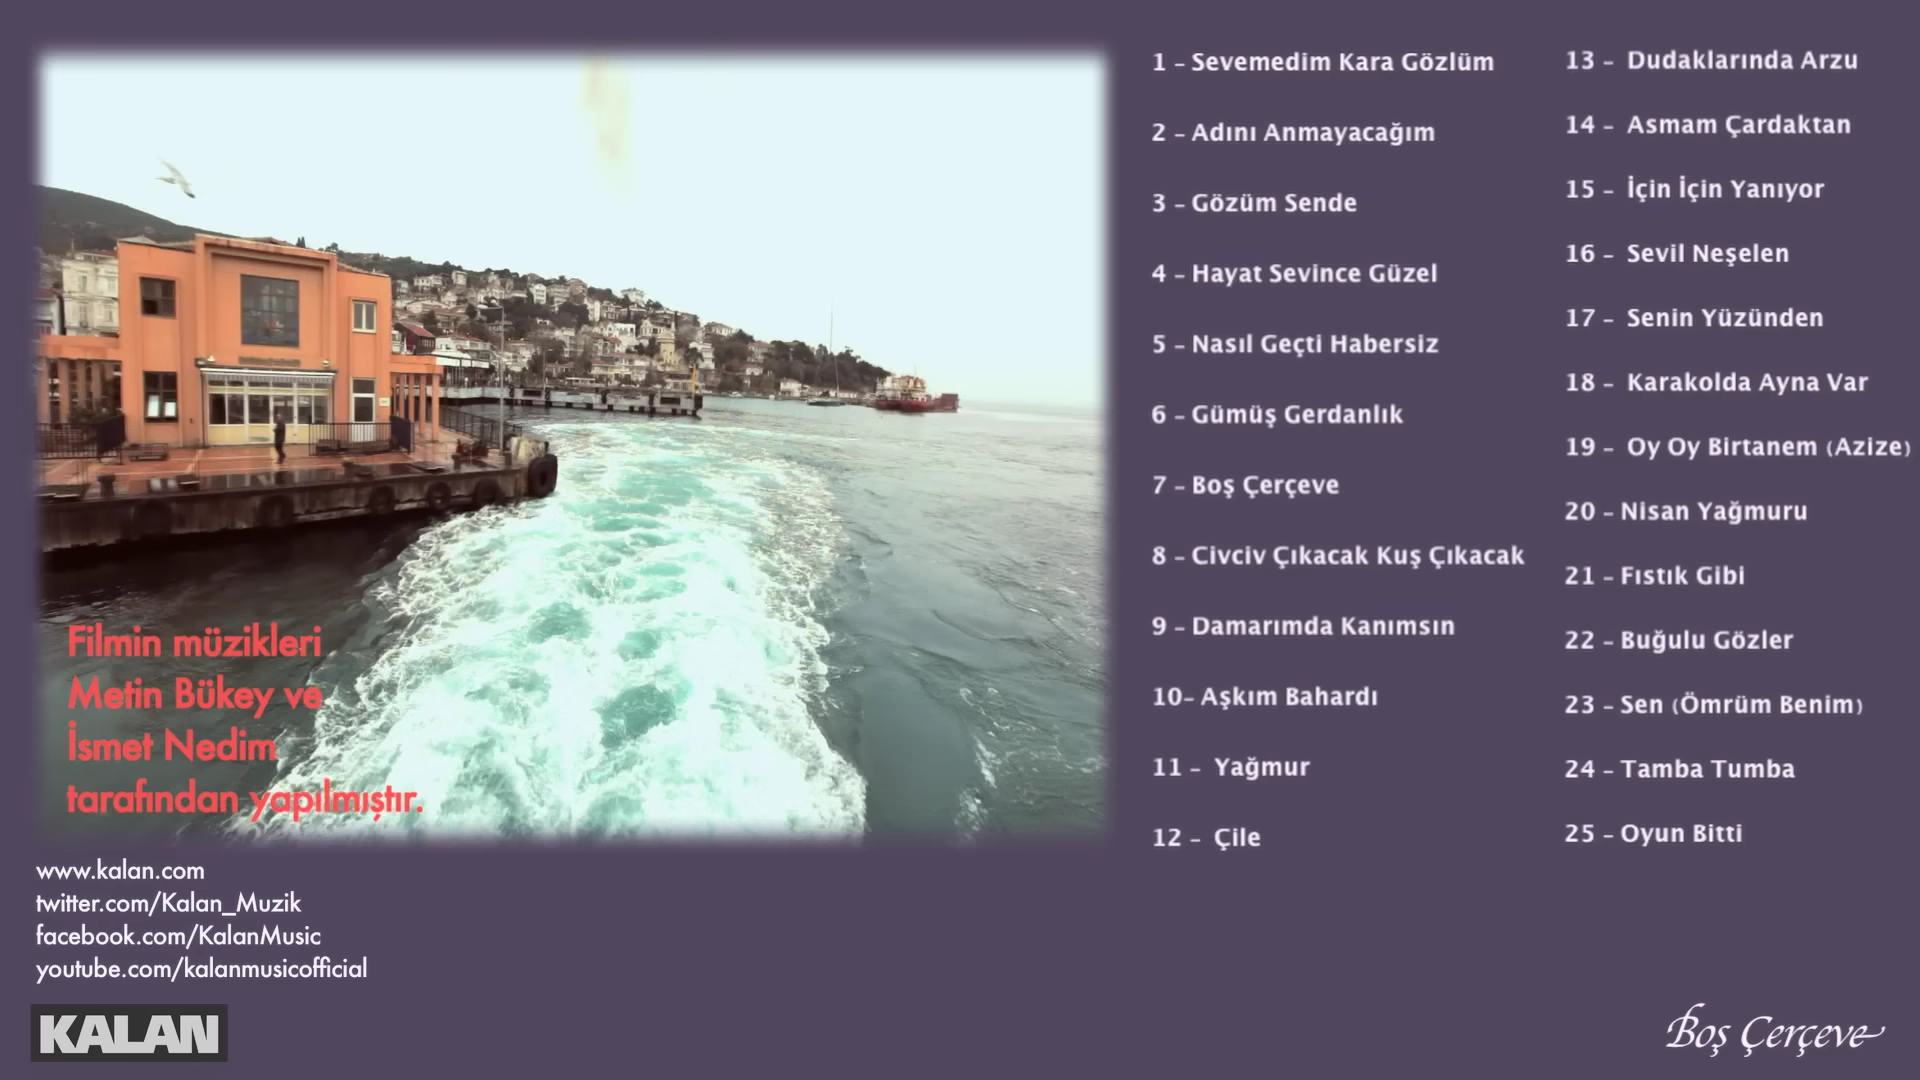 1 - Sevemedim Kara Gözlüm
2 - Adını Anmayacağım
3 - Gözüm Sende
4 - Hayat Sevince Güzel
5 - Nasıl Geçti Habersiz
6 - Gümüş Gerdanlık
7 - Boş Çerçeve
8 - Civciv Çıkacak Kuş Çıkacak
9 - Damarımda Kanımsın
10- Aşkım Bahardı
11 - Yağmur
12 - Çile
13 - Dudaklarında Arzu
14 - Asmam Çardaktan
15 - İçin İçin Yanıyor
16 - Sevil Neşelen
17 - Senin Yüzünden
18 - Karakolda Ayna Var
19 - Oy Oy Birtanem (Azize)
20 - Nisan Yağmuru
21 - Fıstık Gibi
22 - Buğulu Gözler
23 - Sen (Ömrüm Benim)
24 - Tamba Tumba
25 - Oyun Bitti
Filmin müzikleri
Metin Bükey ve
İsmet Nedim
tarafından yapılmıştır.
www.kalan.com
twitter.com/Kalan_Muzik
facebook.com/KalanMusic
youtube.com/kalanmusicofficial
KALAN
Boş Çerçeve